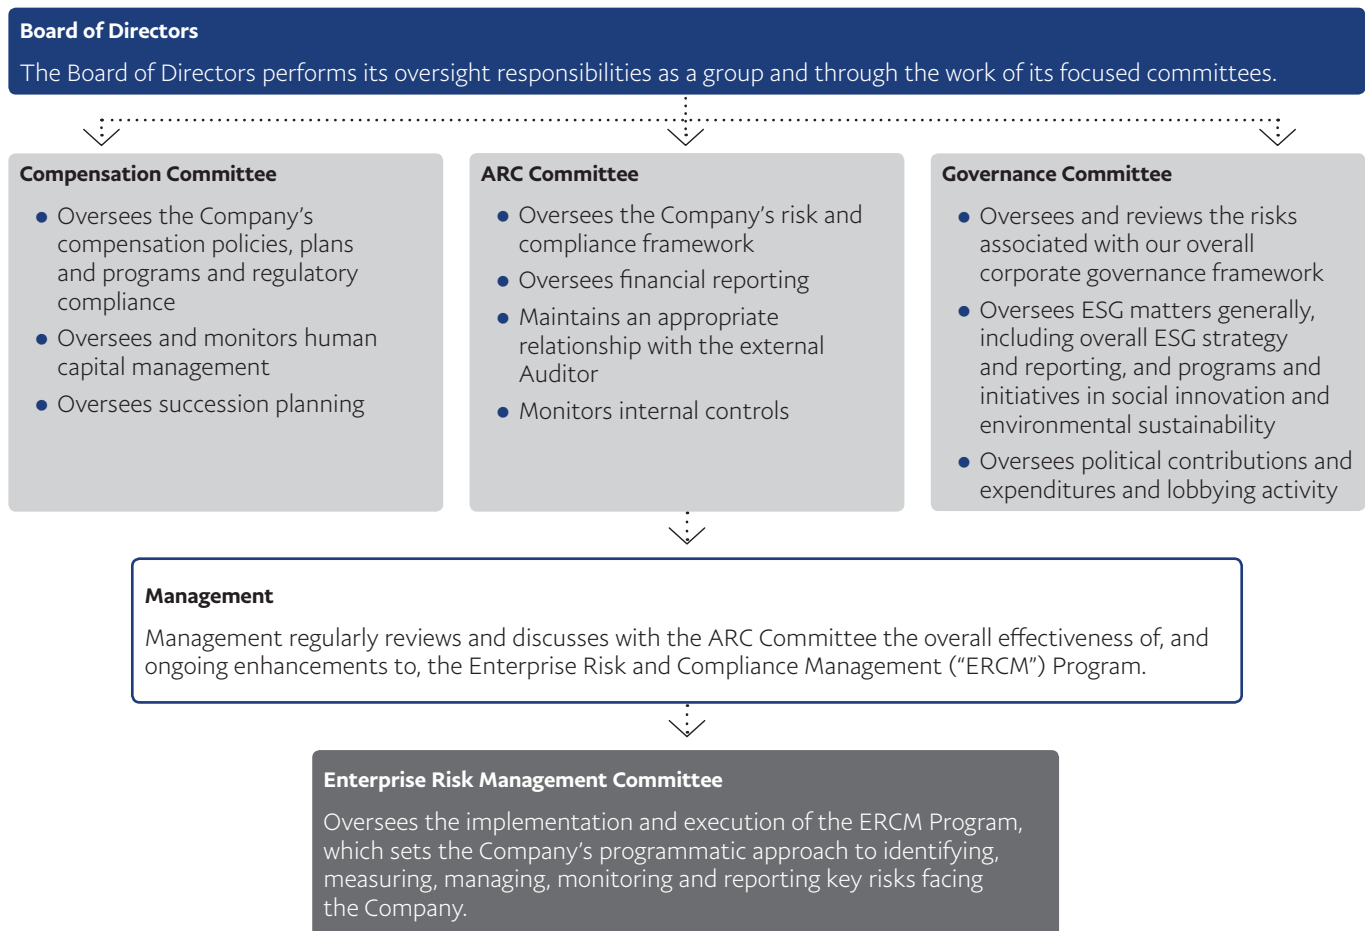 Board of Directors
The Board of Directors performs its oversight responsibilities as a group and through the work of its focused committees.
Compensation Committee
● Oversees the Company’s
compensation policies, plans
and programs and regulatory
compliance
● Oversees and monitors human
capital management
● Oversees succession planning
ARC Committee
● Oversees the Company’s risk and
compliance framework
● Oversees financial reporting
● Maintains an appropriate
relationship with the external
Auditor
● Monitors internal controls
Governance Committee
● Oversees and reviews the risks
associated with our overall
corporate governance framework
● Oversees ESG matters generally,
including overall ESG strategy
and reporting, and programs and
initiatives in social innovation and
environmental sustainability
● Oversees political contributions and
expenditures and lobbying activity
Management
Management regularly reviews and discusses with the ARC Committee the overall effectiveness of, and
ongoing enhancements to, the Enterprise Risk and Compliance Management (“ERCM”) Program.
Enterprise Risk Management Committee
Oversees the implementation and execution of the ERCM Program,
which sets the Company’s programmatic approach to identifying,
measuring, managing, monitoring and reporting key risks facing
the Company.